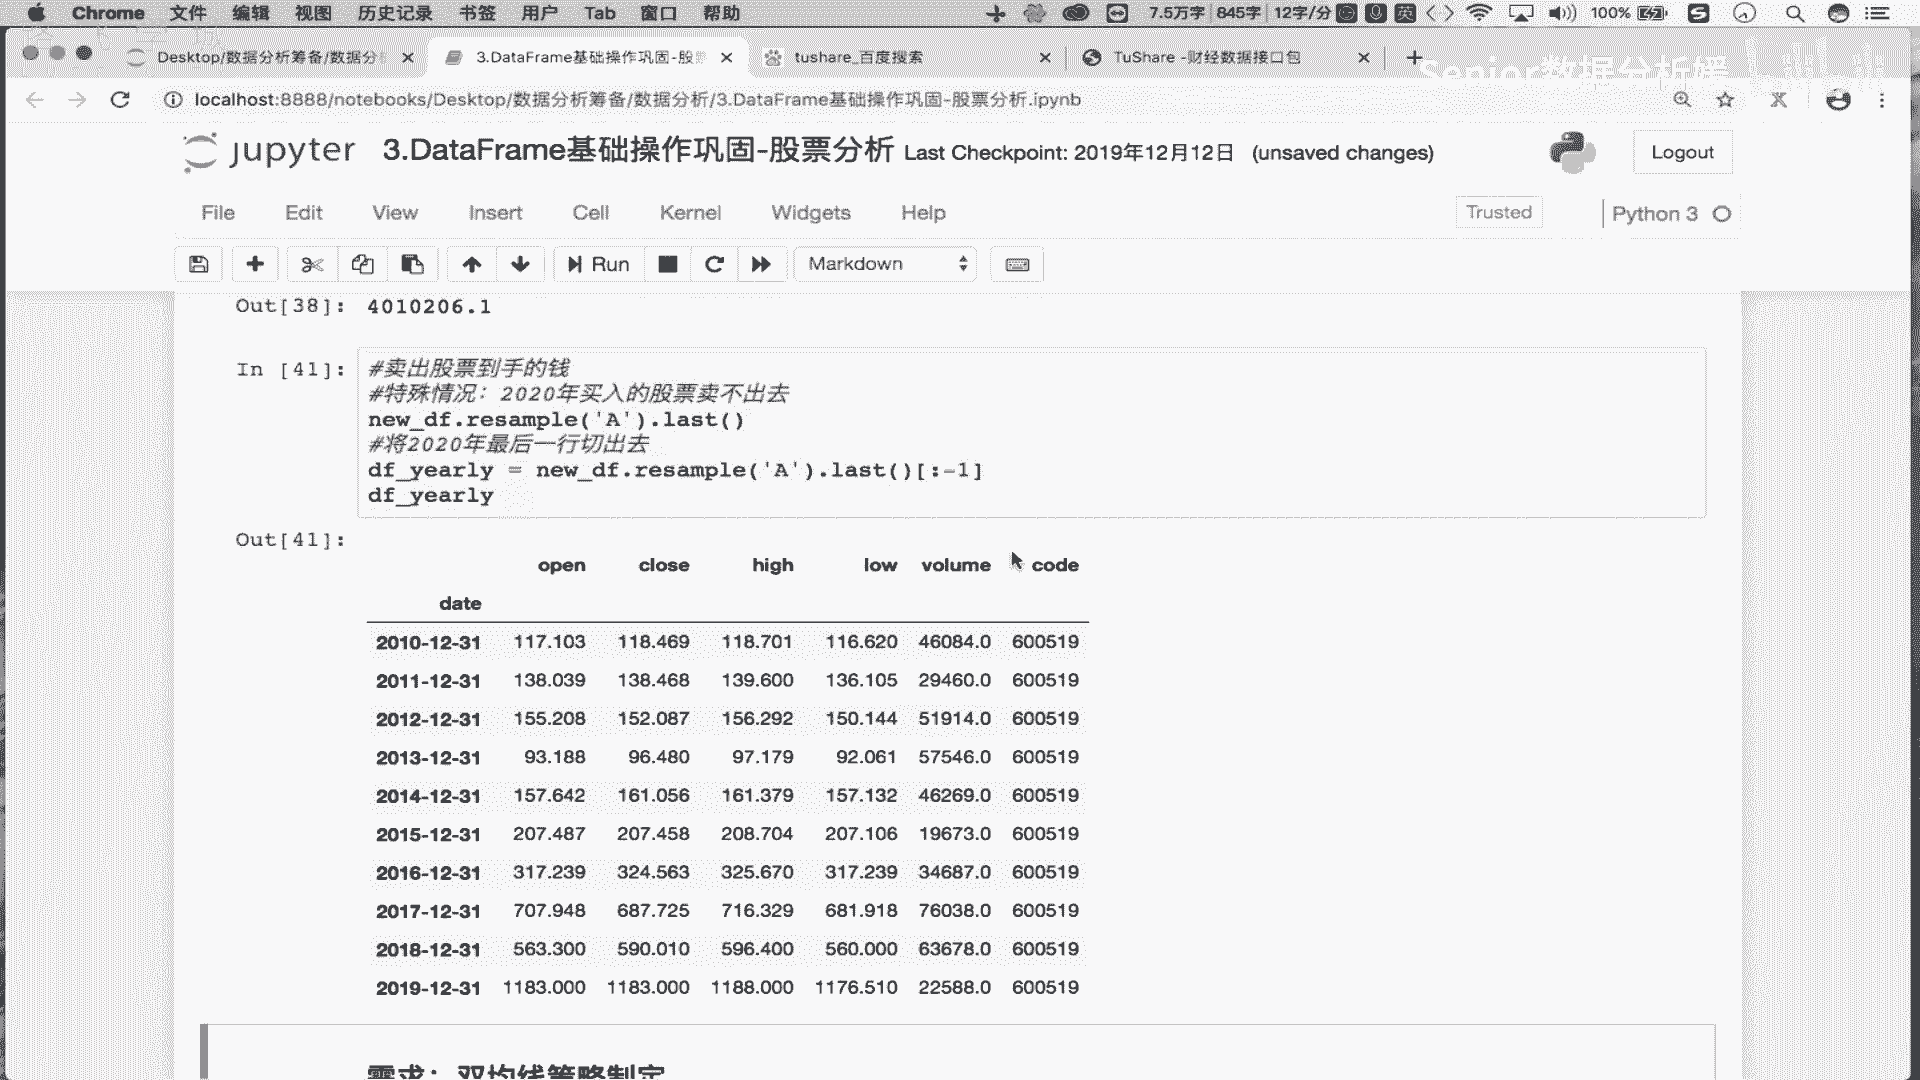 Chrome 文件 编辑 视图 历史记录 书签 用户 Tab 窗口 帮助 7.5万字 845字 12字/分 英 100%
Desktop/数据分析筹备/数据分析 3.DataFrame基础操作巩固-股票 tushare_百度搜索 TuShare -财经数据接口包
Senior数据分析媛 bilibili
localhost:8888/notebooks/Desktop/数据分析筹备/数据分析/3.DataFrame基础操作巩固-股票分析.ipynb
jupyter 3.DataFrame基础操作巩固-股票分析 Last Checkpoint: 2019年12月12日 (unsaved changes) Logout
File Edit View Insert Cell Kernel Widgets Help Trusted Python 3
Run Markdown
Out[38]: 4010206.1
In [41]: #卖出股票到手的钱
#特殊情况：2020年买入的股票卖不出去
new_df.resample('A').last()
#将2020年最后一行切出去
df_yearly = new_df.resample('A').last()[:-1]
df_yearly
Out[41]:
open close high low volume code
date
2010-12-31 117.103 118.469 118.701 116.620 46084.0 600519
2011-12-31 138.039 138.468 139.600 136.105 29460.0 600519
2012-12-31 155.208 152.087 156.292 150.144 51914.0 600519
2013-12-31 93.188 96.480 97.179 92.061 57546.0 600519
2014-12-31 157.642 161.056 161.379 157.132 46269.0 600519
2015-12-31 207.487 207.458 208.704 207.106 19673.0 600519
2016-12-31 317.239 324.563 325.670 317.239 34687.0 600519
2017-12-31 707.948 687.725 716.329 681.918 76038.0 600519
2018-12-31 563.300 590.010 596.400 560.000 63678.0 600519
2019-12-31 1183.000 1183.000 1188.000 1176.510 22588.0 600519
需求：双均线策略制定